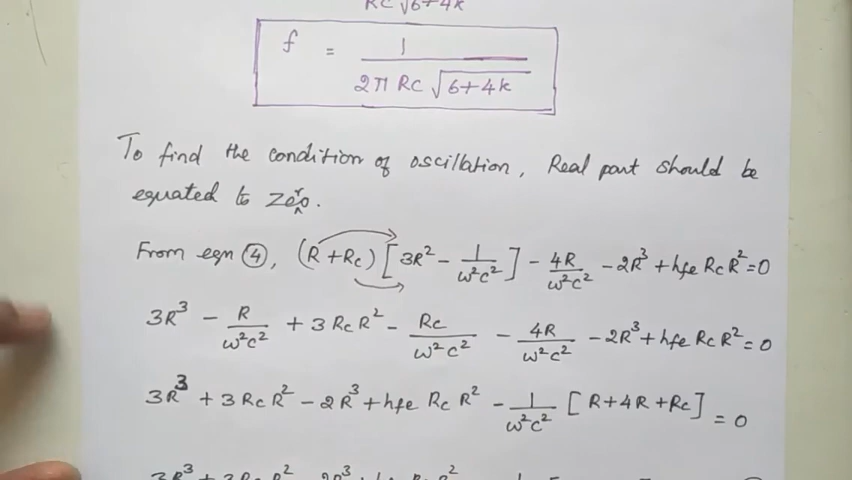 RC √6+4k
f = 1 / 2π RC √6+4k
To find the condition of oscillation, Real part should be
equated to Zero.
From eqn ④, (R + Rc) [3R² - 1/ω²c²] - 4R/ω²c² - 2R³ + hfe Rc R² = 0
3R³ - R/ω²c² + 3 Rc R² - Rc/ω²c² - 4R/ω²c² - 2R³ + hfe Rc R² = 0
3R³ + 3 Rc R² - 2R³ + hfe Rc R² - 1/ω²c² [R + 4R + Rc] = 0